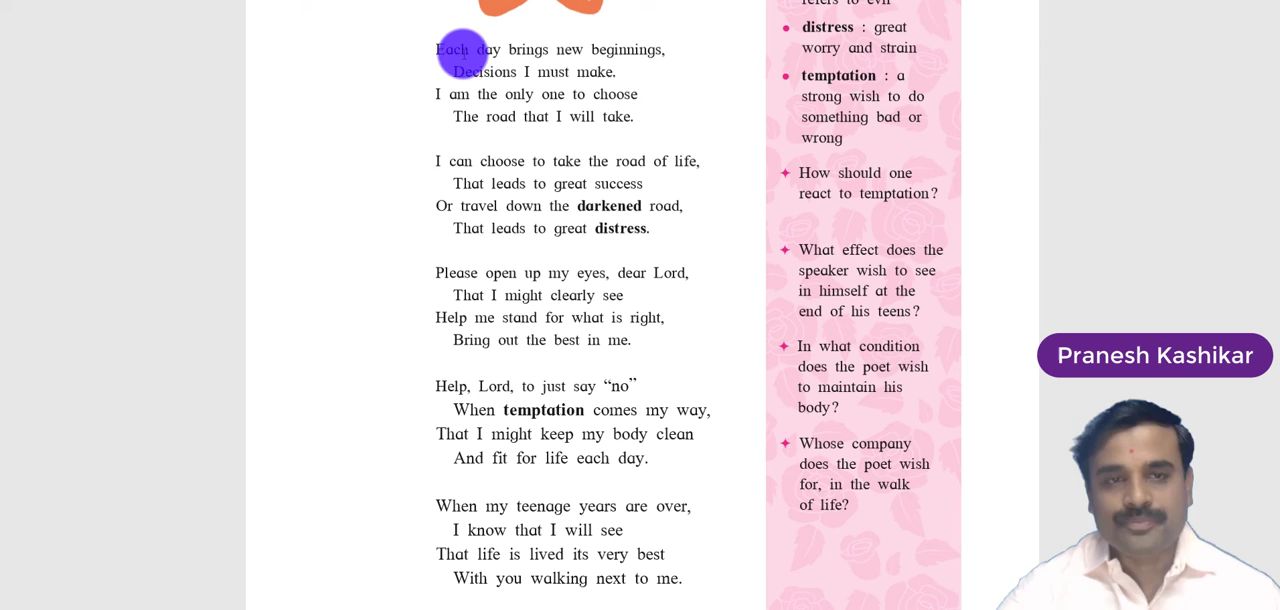 Each day brings new beginnings,
Decisions I must make.
I am the only one to choose
The road that I will take.
I can choose to take the road of life,
That leads to great success
Or travel down the darkened road,
That leads to great distress.
Please open up my eyes, dear Lord,
That I might clearly see
Help me stand for what is right,
Bring out the best in me.
Help, Lord, to just say “no”
When temptation comes my way,
That I might keep my body clean
And fit for life each day.
When my teenage years are over,
I know that I will see
That life is lived its very best
With you walking next to me.
refers to evil
• distress : great
worry and strain
• temptation : a
strong wish to do
something bad or
wrong
✦ How should one
react to temptation?
✦ What effect does the
speaker wish to see
in himself at the
end of his teens?
✦ In what condition
does the poet wish
to maintain his
body?
✦ Whose company
does the poet wish
for, in the walk
of life?
Pranesh Kashikar